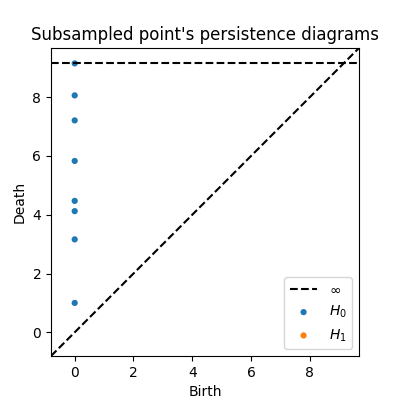 Subsampled point's persistence diagrams
Death
8
6
4
2
0
0 2 4 6 8
Birth
∞
H₀
H₁